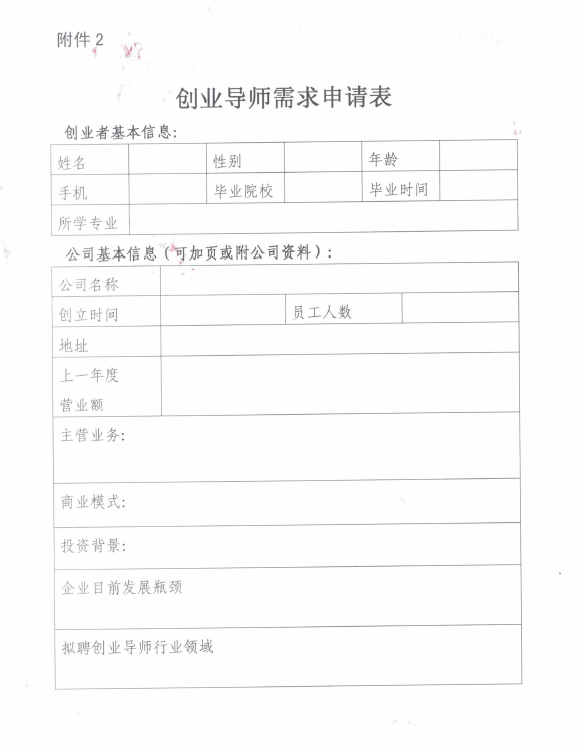 附件 2
创业导师需求申请表
创业者基本信息:
姓名 性别 年龄
手机 毕业院校 毕业时间
所学专业
公司基本信息（可加页或附公司资料）:
公司名称
创立时间 员工人数
地址
上一年度
营业额
主营业务:
商业模式:
投资背景:
企业目前发展瓶颈
拟聘创业导师行业领域